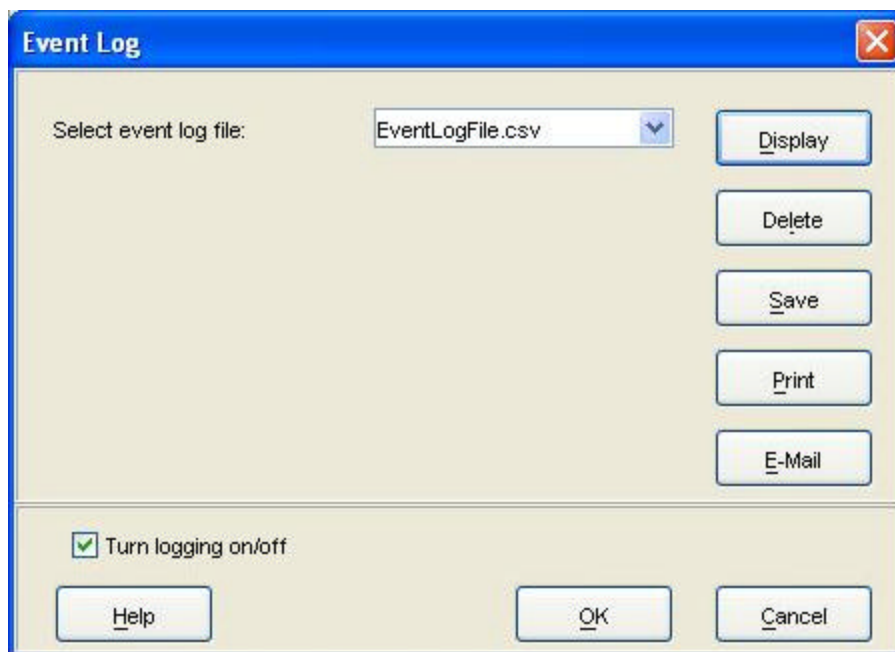 Event Log
Select event log file: EventLogFile.csv
Display
Delete
Save
Print
E-Mail
Turn logging on/off
Help OK Cancel